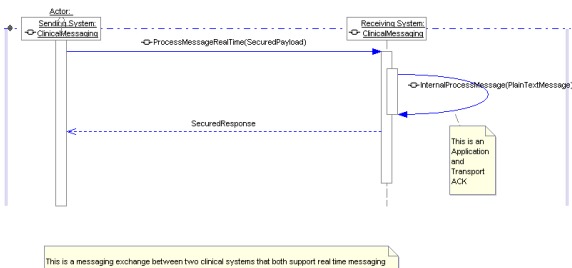 Actor:
Sending System:
ClinicalMessaging
Receiving System:
ClinicalMessaging
ProcessMessageRealTime(SecuredPayload)
InternalProcessMessage(PlainTextMessage)
SecuredResponse
This is an
Application
and
Transport
ACK
This is a messaging exchange between two clinical systems that both support real time messaging